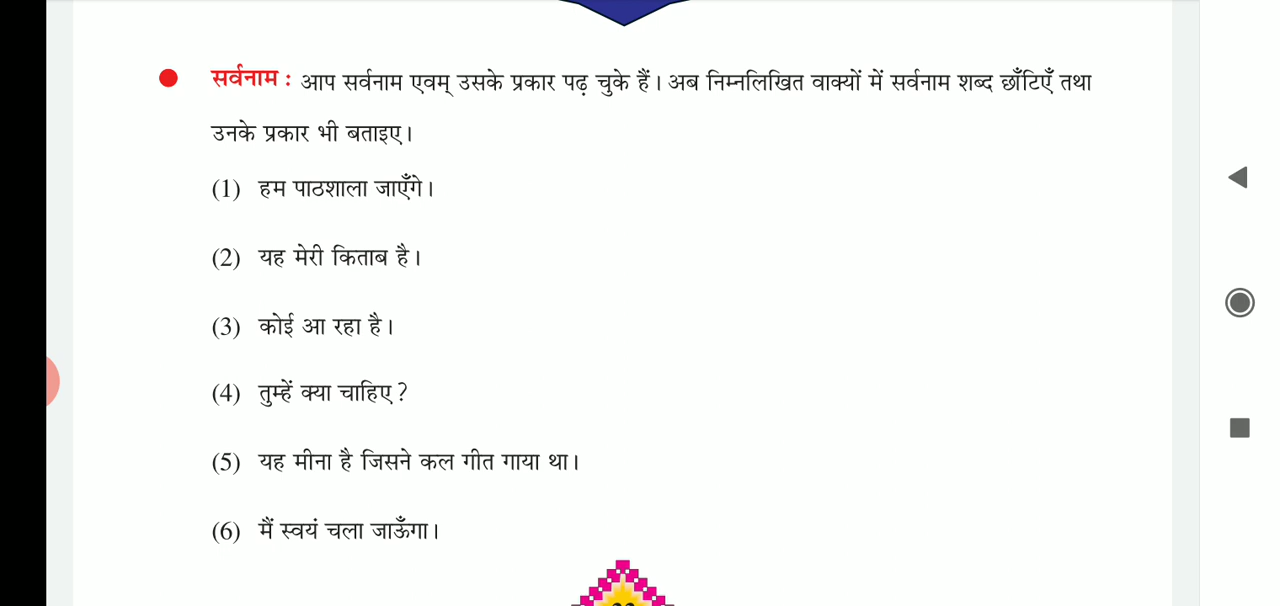 सर्वनाम : आप सर्वनाम एवम् उसके प्रकार पढ़ चुके हैं। अब निम्नलिखित वाक्यों में सर्वनाम शब्द छाँटिएँ तथा
उनके प्रकार भी बताइए।
(1) हम पाठशाला जाएँगे।
(2) यह मेरी किताब है।
(3) कोई आ रहा है।
(4) तुम्हें क्या चाहिए ?
(5) यह मीना है जिसने कल गीत गाया था।
(6) मैं स्वयं चला जाऊँगा।